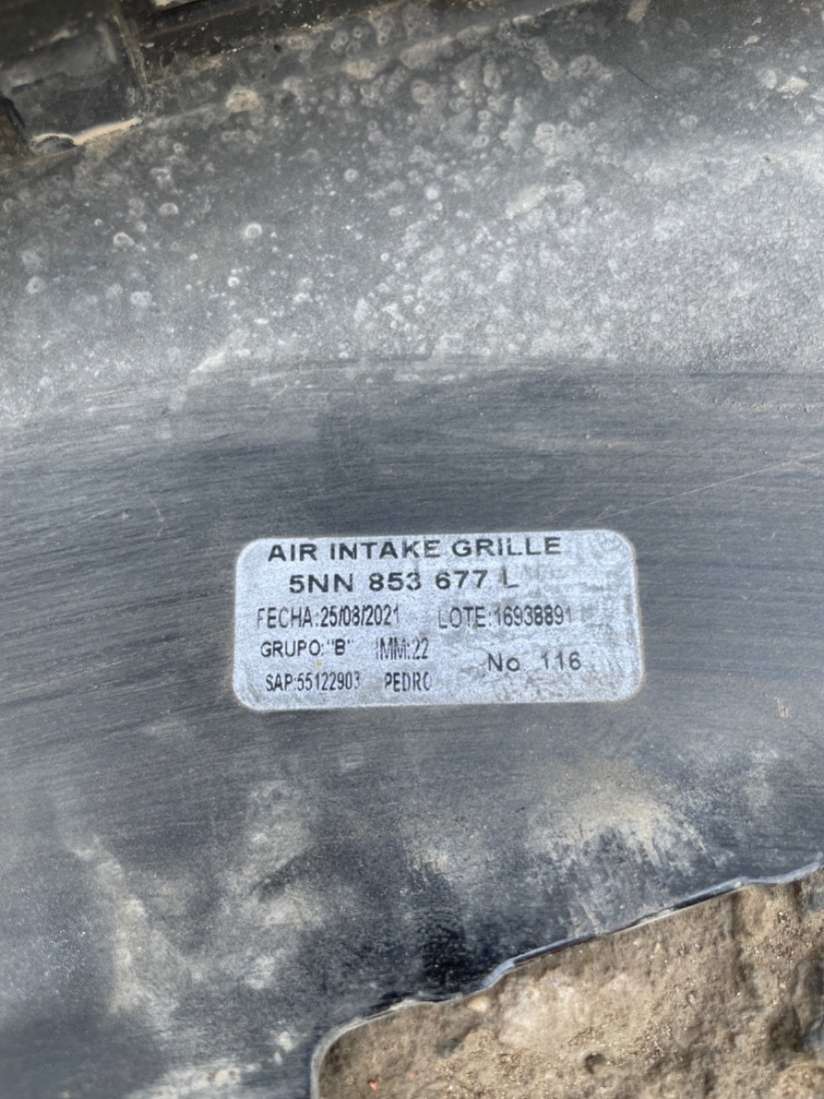 AIR INTAKE GRILLE
5NN 853 677 L
FECHA:25/08/2021 LOTE:16938891
GRUPO:"B" IMM:22 No 116
SAP:55122903 PEDRO